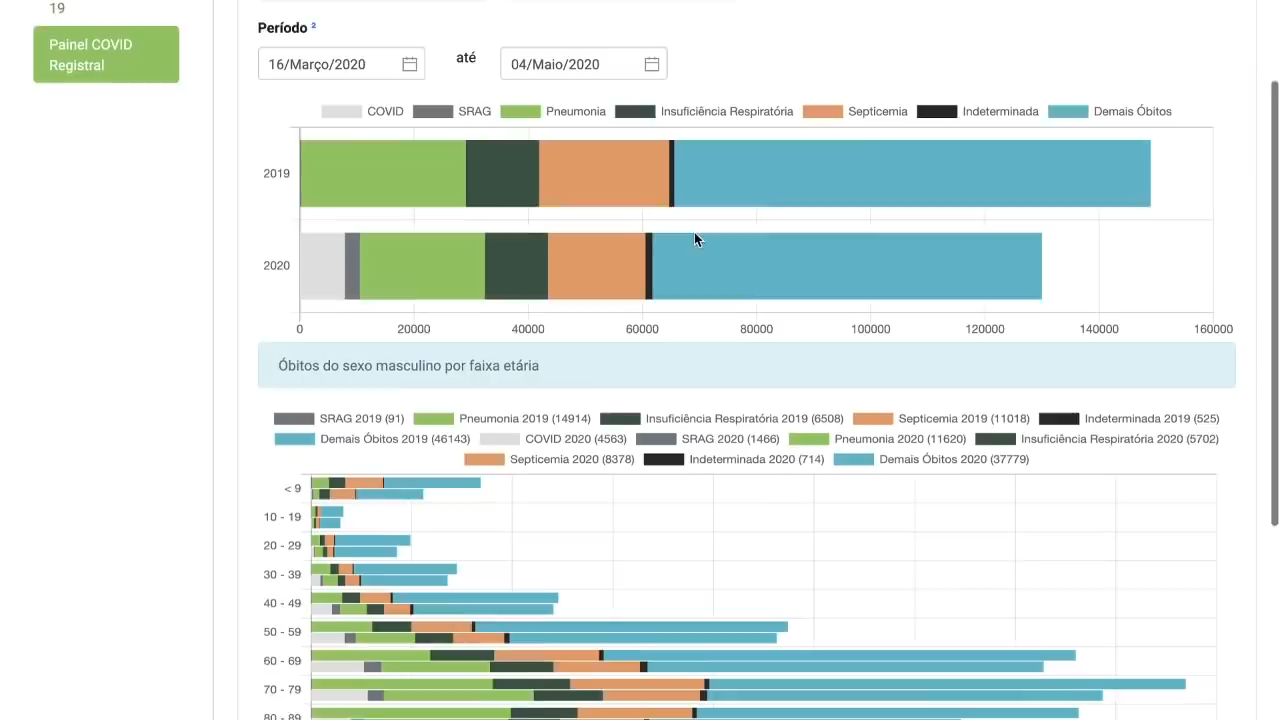 19
Painel COVID
Registral
Período ²
16/Março/2020 até 04/Maio/2020
COVID SRAG Pneumonia Insuficiência Respiratória Septicemia Indeterminada Demais Óbitos
2019
2020
0 20000 40000 60000 80000 100000 120000 140000 160000
Óbitos do sexo masculino por faixa etária
SRAG 2019 (91) Pneumonia 2019 (14914) Insuficiência Respiratória 2019 (6508) Septicemia 2019 (11018) Indeterminada 2019 (525)
Demais Óbitos 2019 (46143) COVID 2020 (4563) SRAG 2020 (1466) Pneumonia 2020 (11620) Insuficiência Respiratória 2020 (5702)
Septicemia 2020 (8378) Indeterminada 2020 (714) Demais Óbitos 2020 (37779)
< 9
10 - 19
20 - 29
30 - 39
40 - 49
50 - 59
60 - 69
70 - 79
80 - 89